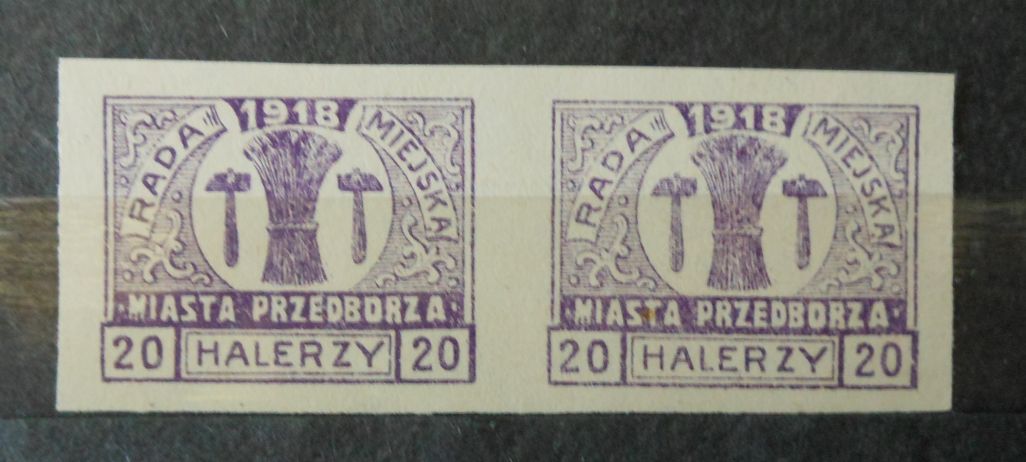 1918
RADA MIEJSKA
MIASTA PRZEDBORZA
20 HALERZY 20
1918
RADA MIEJSKA
MIASTA PRZEDBORZA
20 HALERZY 20